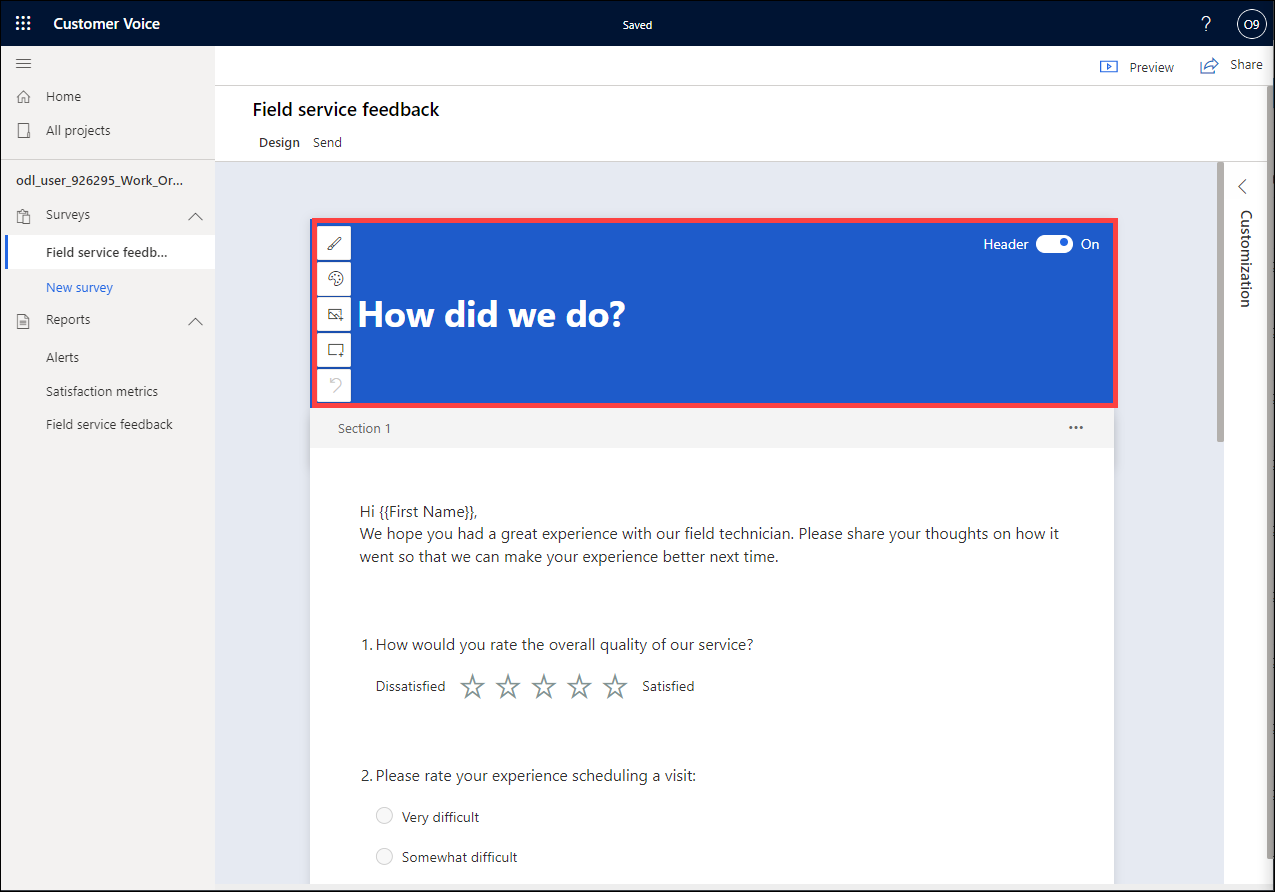 Customer Voice
Saved
?
O9
Preview
Share
Home
All projects
odl_user_926295_Work_Or...
Surveys
Field service feedb...
New survey
Reports
Alerts
Satisfaction metrics
Field service feedback
Field service feedback
Design Send
Customization
Header On
How did we do?
Section 1
Hi {{First Name}},
We hope you had a great experience with our field technician. Please share your thoughts on how it
went so that we can make your experience better next time.
1. How would you rate the overall quality of our service?
Dissatisfied Satisfied
2. Please rate your experience scheduling a visit:
Very difficult
Somewhat difficult